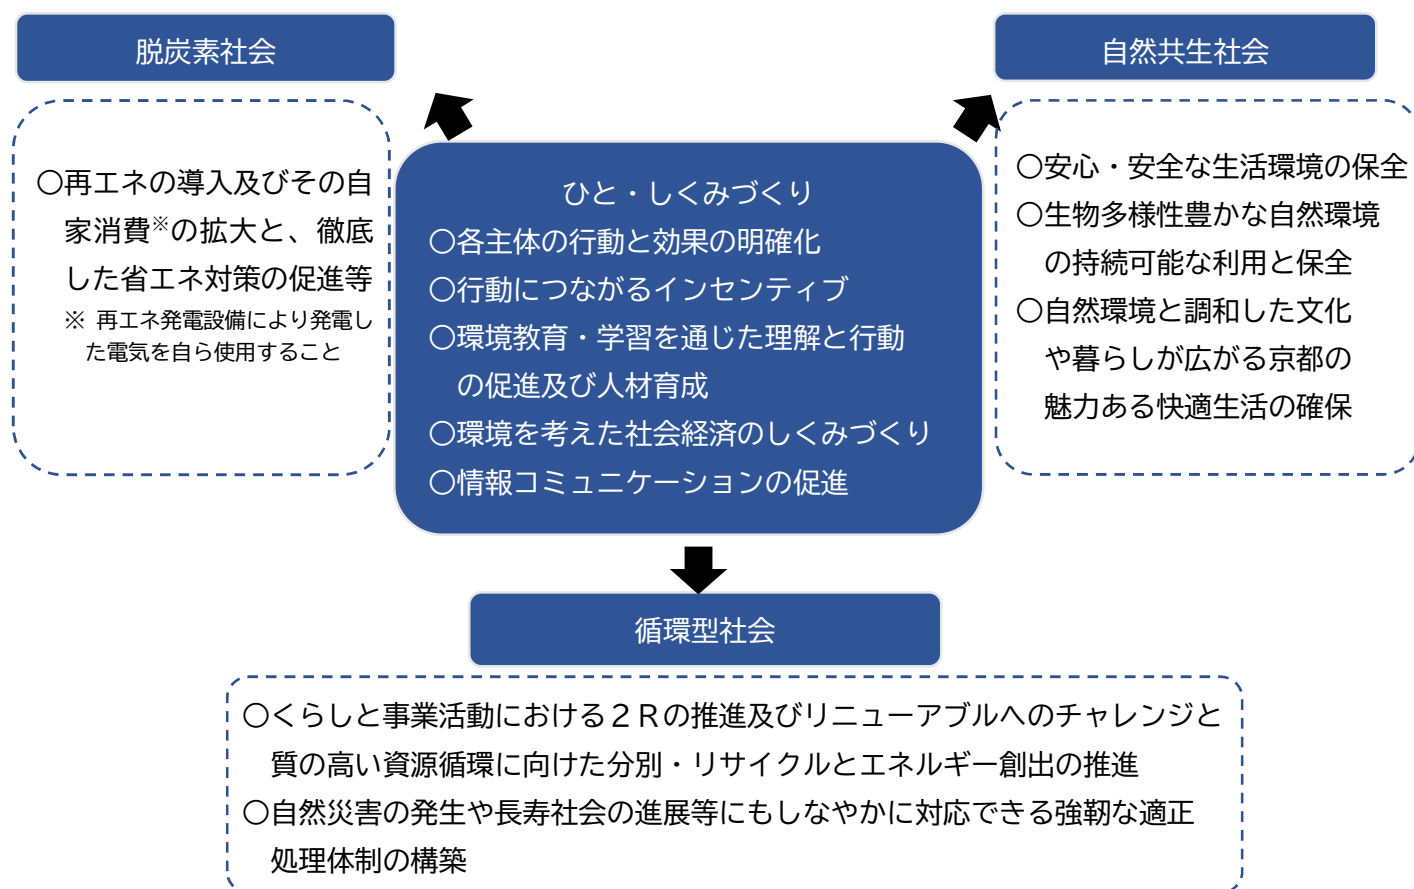 脱炭素社会
〇再エネの導入及びその自
家消費※の拡大と、徹底
した省エネ対策の促進等
※ 再エネ発電設備により発電し
た電気を自ら使用すること
自然共生社会
〇安心・安全な生活環境の保全
〇生物多様性豊かな自然環境
の持続可能な利用と保全
〇自然環境と調和した文化
や暮らしが広がる京都の
魅力ある快適生活の確保
ひと・しくみづくり
〇各主体の行動と効果の明確化
〇行動につながるインセンティブ
〇環境教育・学習を通じた理解と行動
の促進及び人材育成
〇環境を考えた社会経済のしくみづくり
〇情報コミュニケーションの促進
循環型社会
〇くらしと事業活動における２Ｒの推進及びリニューアブルへのチャレンジと
質の高い資源循環に向けた分別・リサイクルとエネルギー創出の推進
〇自然災害の発生や長寿社会の進展等にもしなやかに対応できる強靭な適正
処理体制の構築